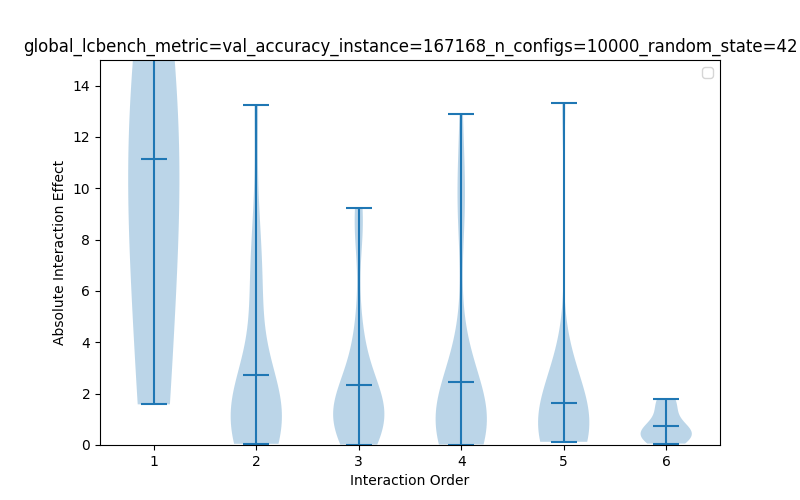 global_lcbench_metric=val_accuracy_instance=167168_n_configs=10000_random_state=42
14
12
10
8
6
4
2
0
Absolute Interaction Effect
1 2 3 4 5 6
Interaction Order